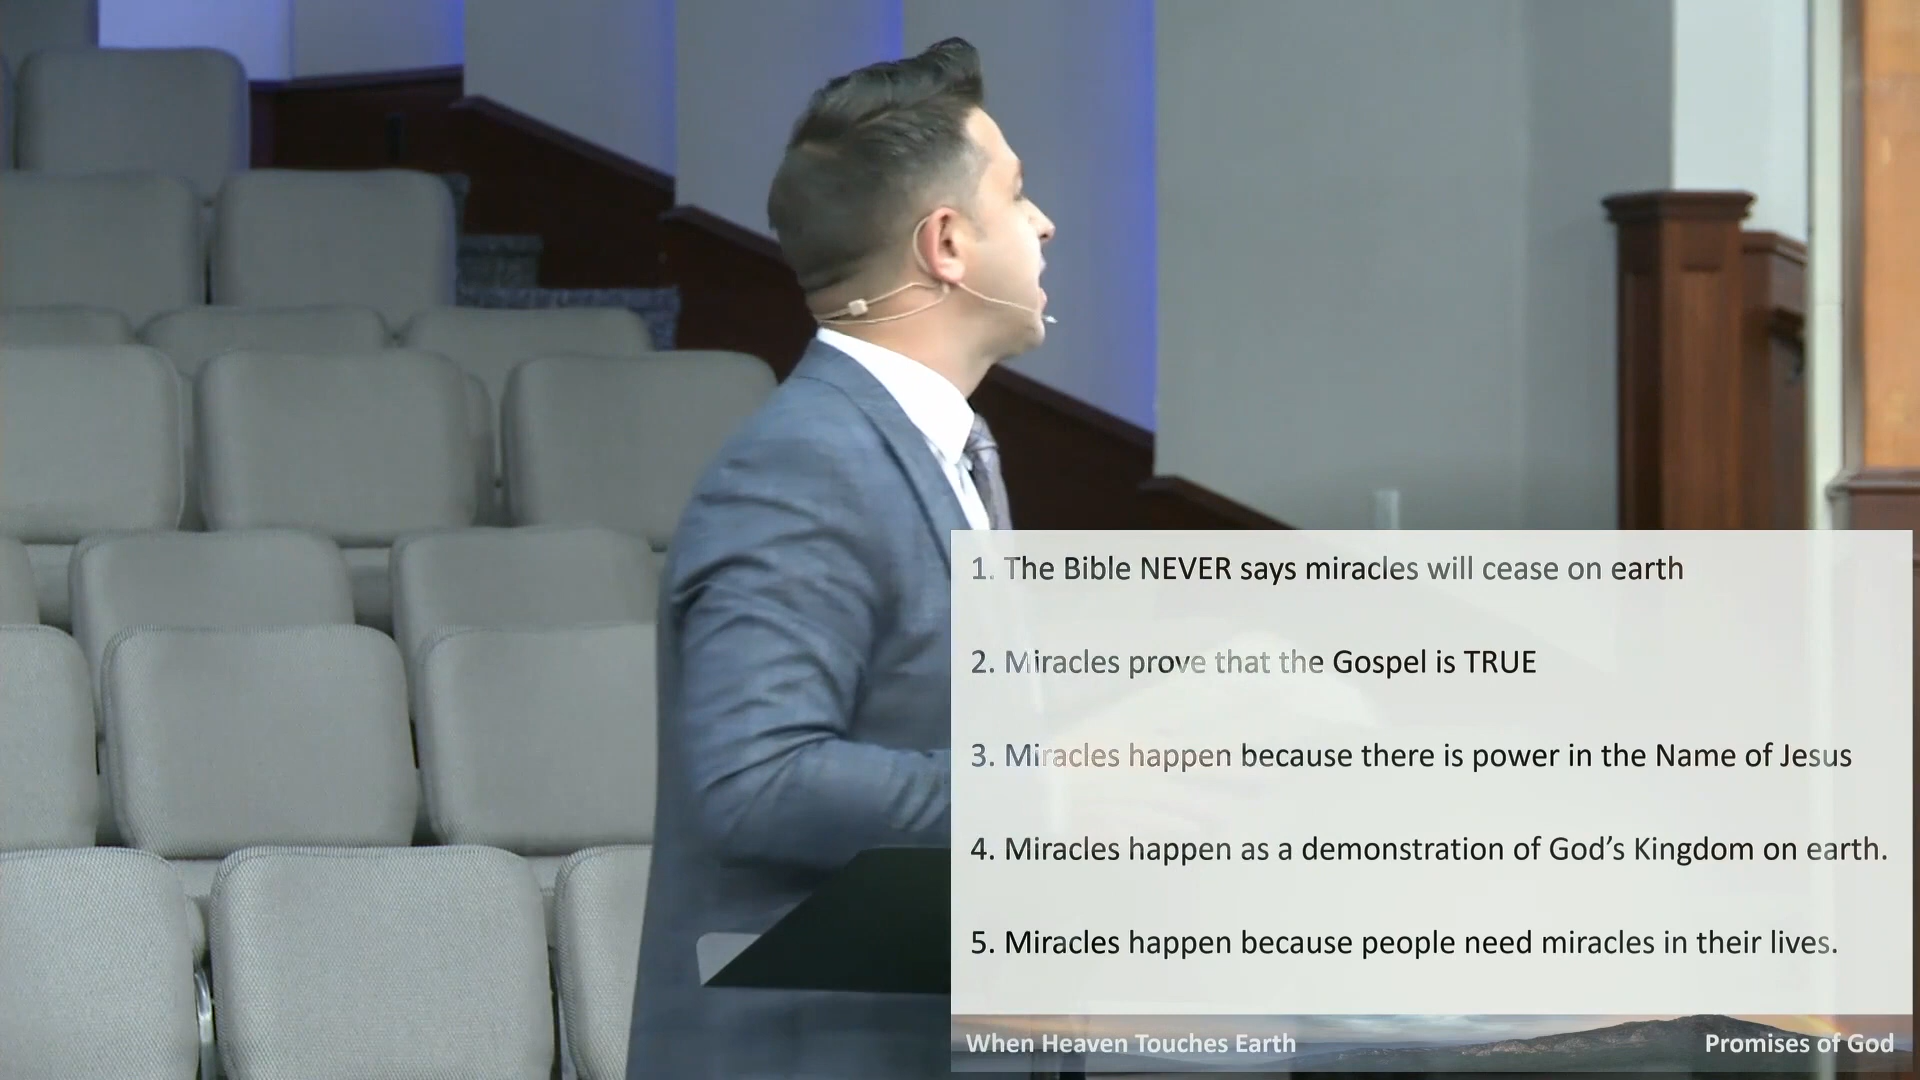 1. The Bible NEVER says miracles will cease on earth
2. Miracles prove that the Gospel is TRUE
3. Miracles happen because there is power in the Name of Jesus
4. Miracles happen as a demonstration of God’s Kingdom on earth.
5. Miracles happen because people need miracles in their lives.
When Heaven Touches Earth
Promises of God